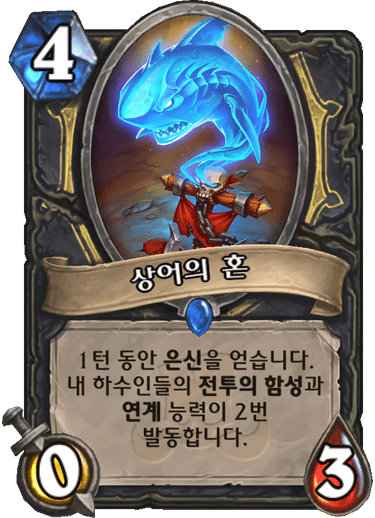 4
상어의 혼
1턴 동안 은신을 얻습니다.
내 하수인들의 전투의 함성과
연계 능력이 2번
발동합니다.
0
3